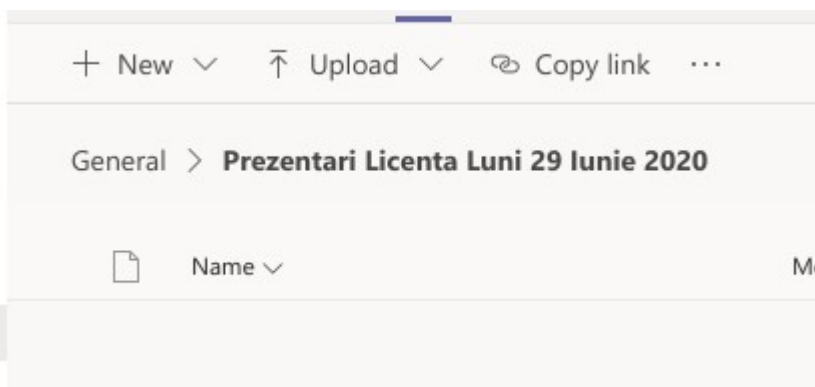 New Upload Copy link ...
General > Prezentari Licenta Luni 29 Iunie 2020
Name